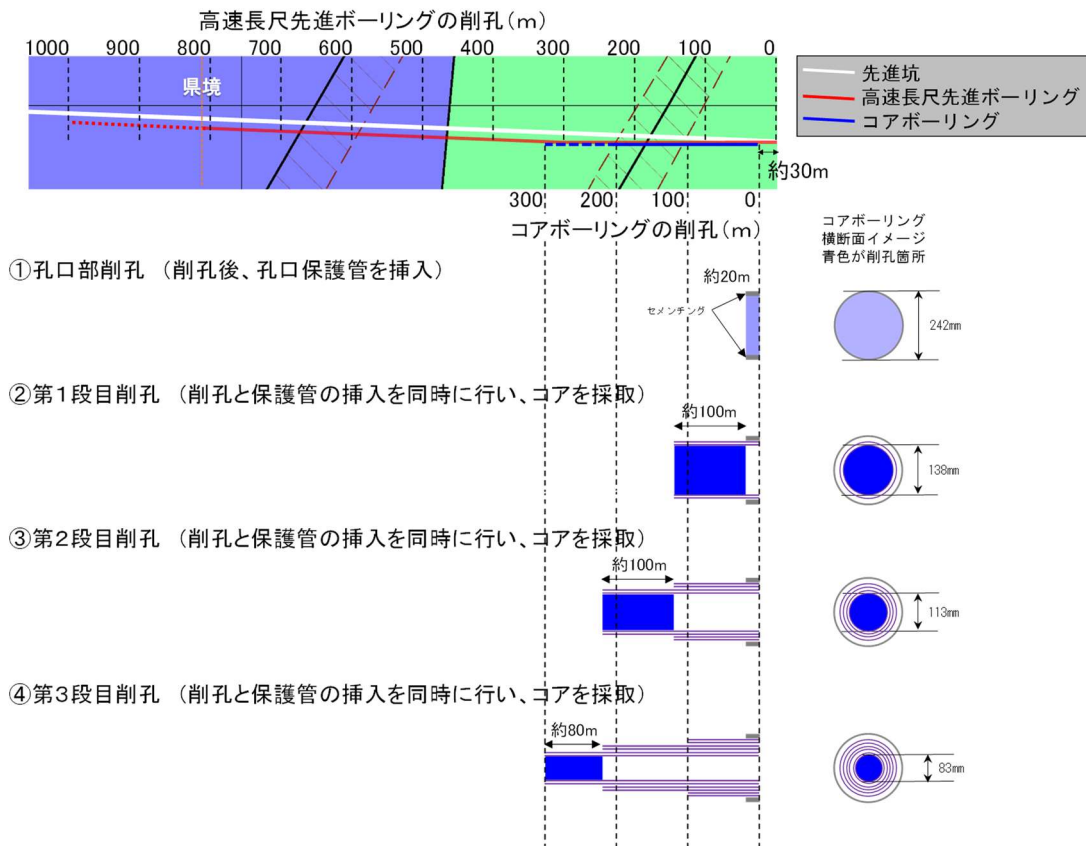 高速長尺先進ボーリングの削孔(m)
1000 900 800 700 600 500 400 300 200 100 0
県境
先進坑
高速長尺先進ボーリング
コアボーリング
約30m
300 200 100 0
コアボーリングの削孔(m)
コアボーリング
横断面イメージ
青色が削孔箇所
①孔口部削孔 (削孔後、孔口保護管を挿入)
約20m
セメンチング
242mm
②第1段目削孔 (削孔と保護管の挿入を同時に行い、コアを採取)
約100m
138mm
③第2段目削孔 (削孔と保護管の挿入を同時に行い、コアを採取)
約100m
113mm
④第3段目削孔 (削孔と保護管の挿入を同時に行い、コアを採取)
約80m
83mm